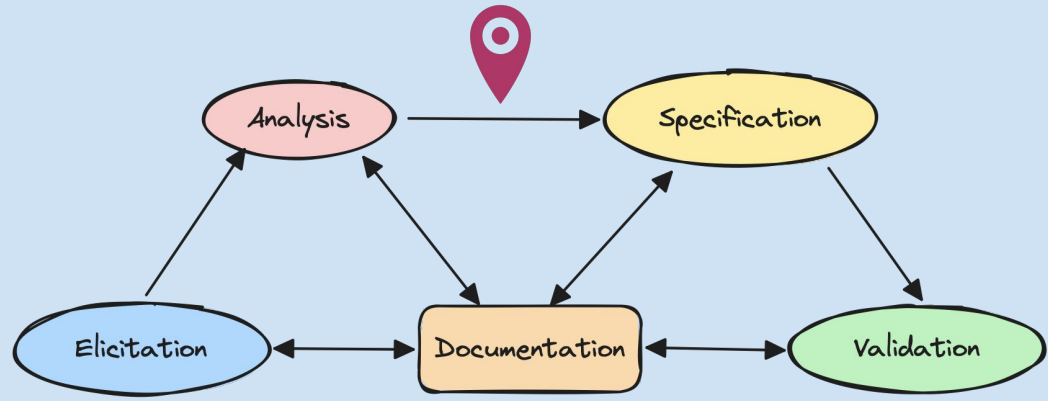 Analysis
Specification
Elicitation
Documentation
Validation